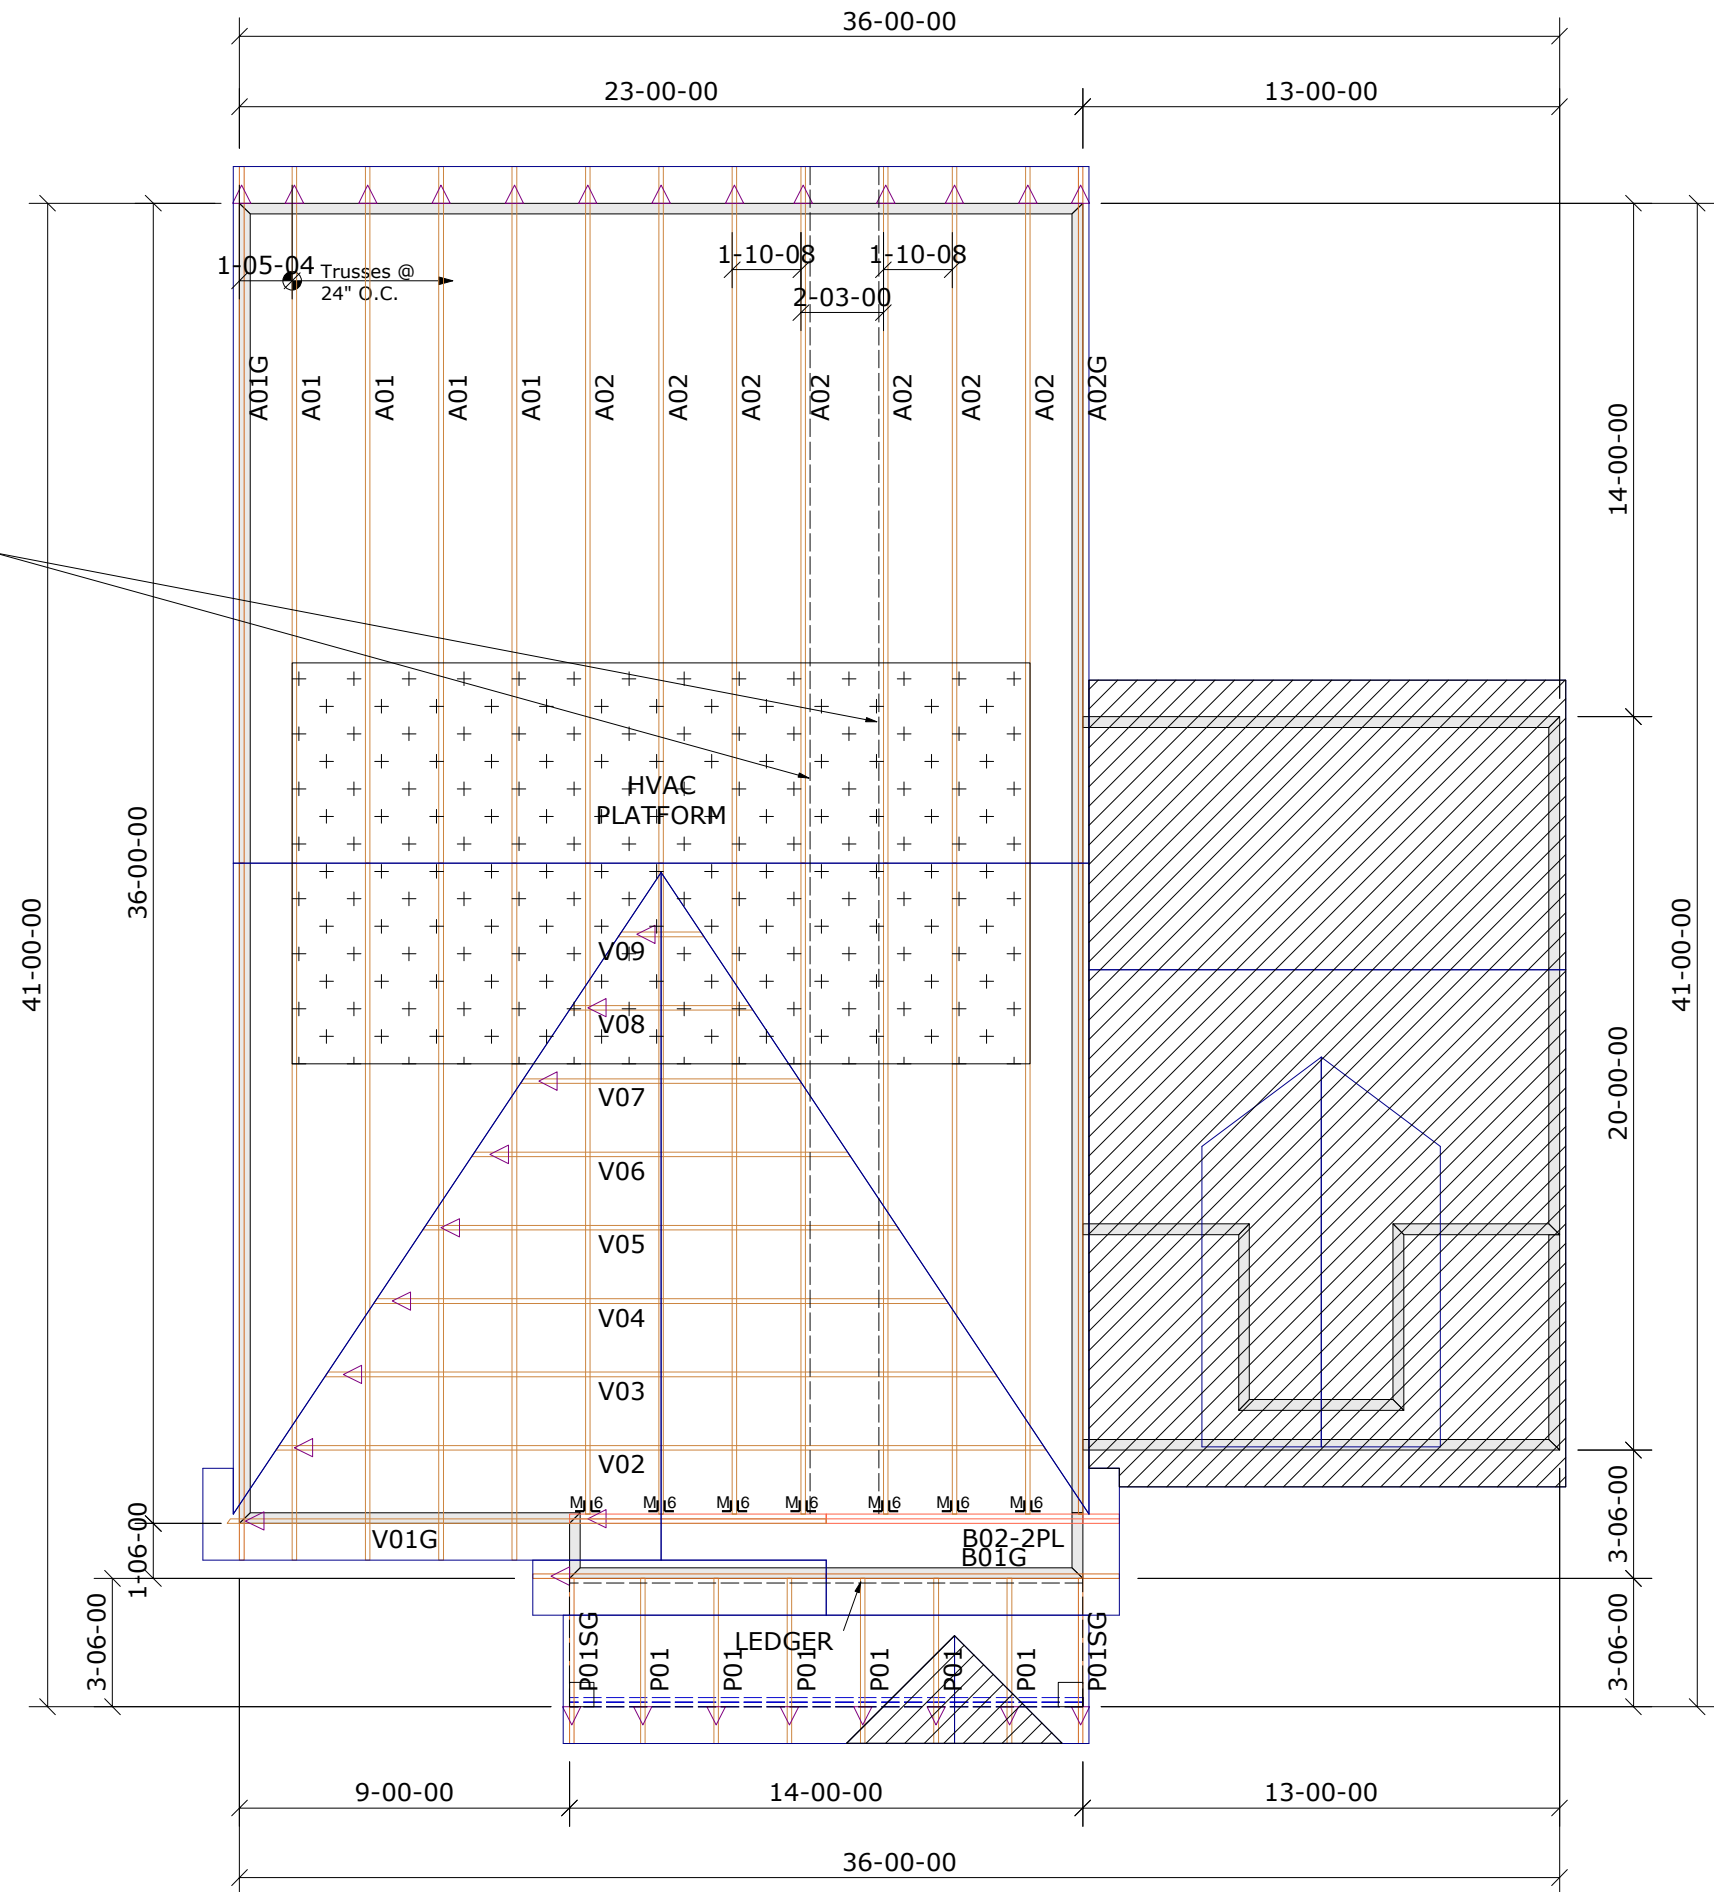 36-00-00
23-00-00
13-00-00
1-05-04
Trusses @
24" O.C.
1-10-08
1-10-08
2-03-00
A01G
A01
A01
A01
A01
A02
A02
A02
A02
A02
A02
A02
A02G
14-00-00
41-00-00
36-00-00
HVAC
PLATFORM
41-00-00
20-00-00
V09
V08
V07
V06
V05
V04
V03
V02
V01G
B02-2PL
B01G
1-06-00
3-06-00
3-06-00
3-06-00
LEDGER
P01SG
P01
P01
P01
P01
P01
P01
P01SG
9-00-00
14-00-00
13-00-00
36-00-00